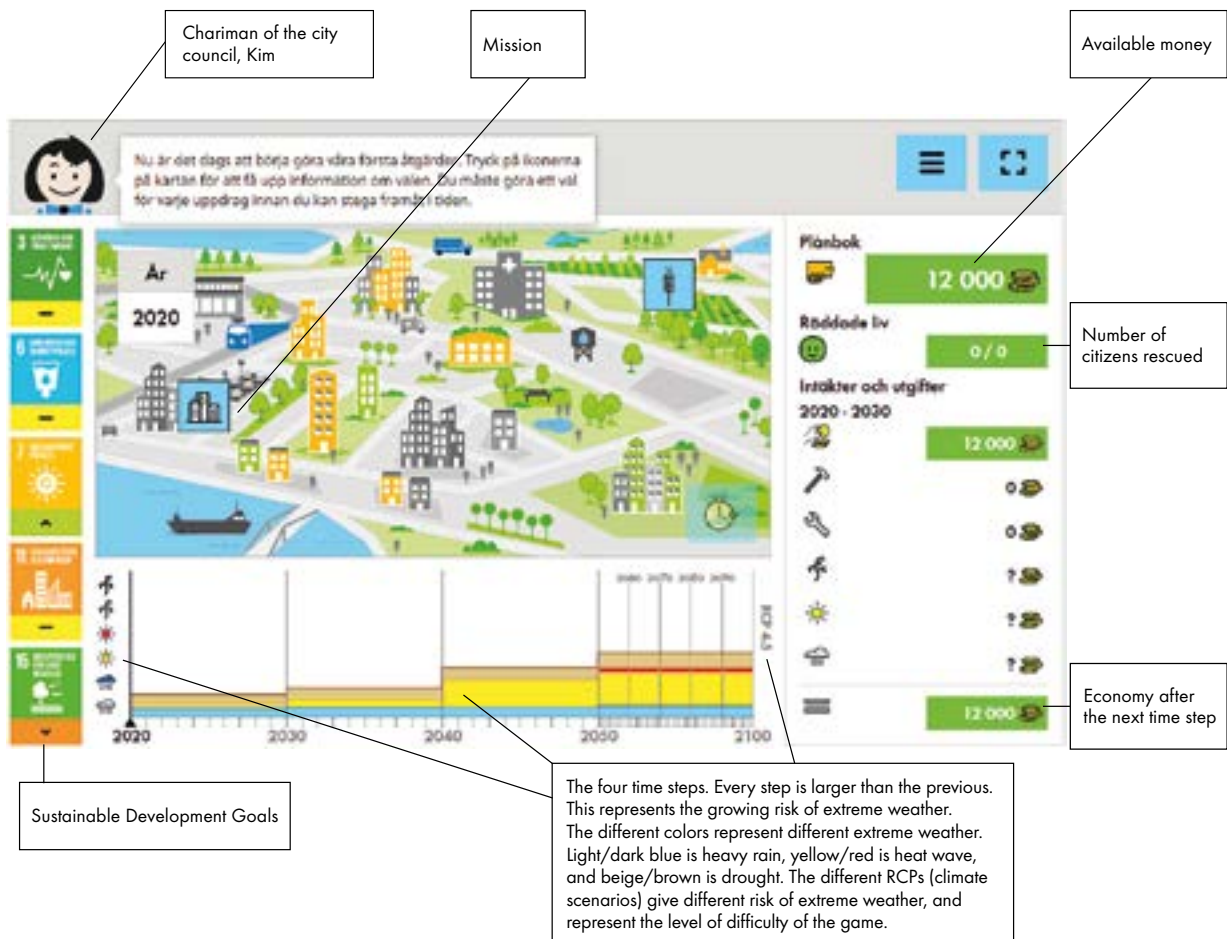 Chariman of the city
council, Kim
Mission
Available money
Nu är det dags att börja göra våra första åtgärder. Tryck på ikonerna
på kartan för att få upp information om valen. Du måste göra ett val
för varje uppdrag innan du kan stega framåt i tiden.
3
6
7
11
15
År
2020
Plånbok
12 000
Räddade liv
0 / 0
Number of
citizens rescued
Intäkter och utgifter
2020 - 2030
12 000
0
0
?
?
?
12 000
Economy after
the next time step
2060 2070 2080 2090
RCP 4.5
2020 2030 2040 2050 2100
Sustainable Development Goals
The four time steps. Every step is larger than the previous.
This represents the growing risk of extreme weather.
The different colors represent different extreme weather.
Light/dark blue is heavy rain, yellow/red is heat wave,
and beige/brown is drought. The different RCPs (climate
scenarios) give different risk of extreme weather, and
represent the level of difficulty of the game.